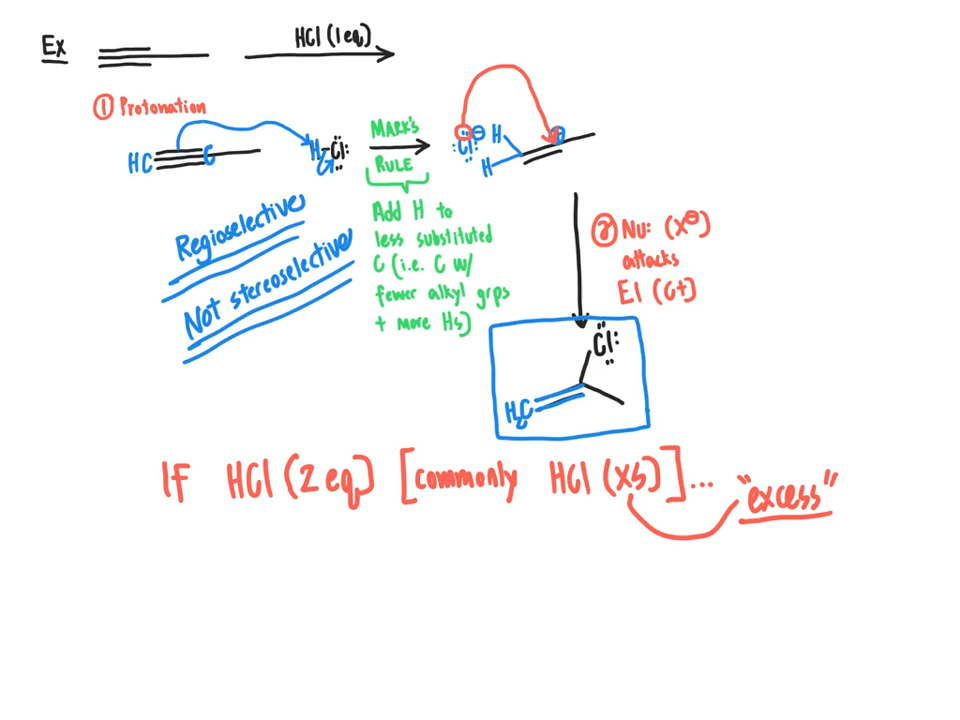 Ex
HCl (1 eq)
① Protonation
HC C H-Cl:
MARK'S
RULE
:Cl: ⊖ H
H
⊕
Add H to
less substituted
C (i.e. C w/
fewer alkyl grps
+ more Hs)
Regioselective
Not stereoselective
② Nu: (X⊖)
attacks
El (C+)
Cl:
H2C
If HCl (2 eq) [commonly HCl (xs)]... "excess"